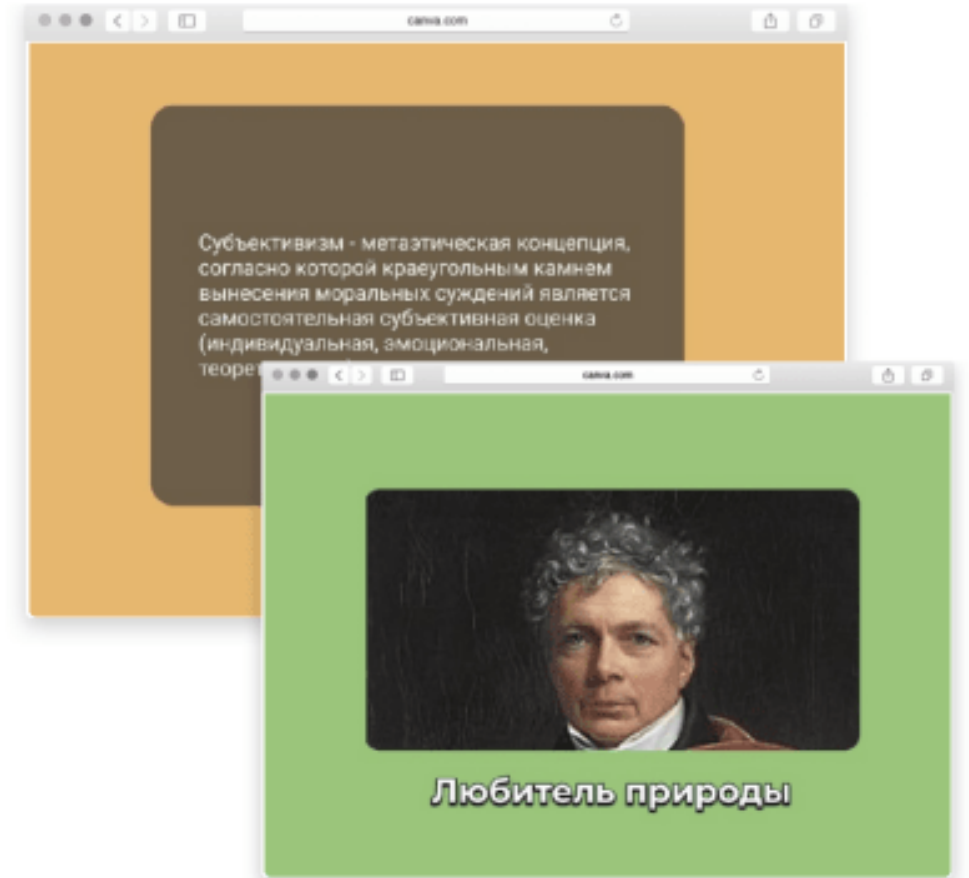 canva.com
Субъективизм - метаэтическая концепция,
согласно которой краеугольным камнем
вынесения моральных суждений является
самостоятельная субъективная оценка
(индивидуальная, эмоциональная,
canva.com
Любитель природы